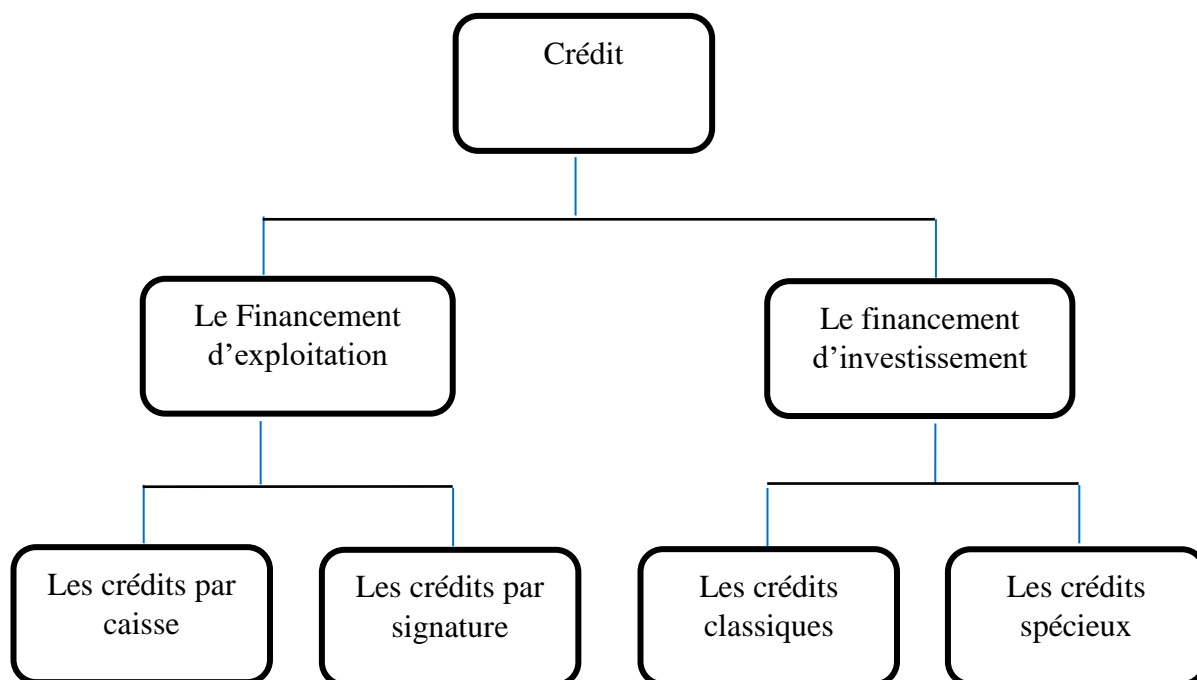 Crédit
Le Financement
d’exploitation
Le financement
d’investissement
Les crédits par
caisse
Les crédits par
signature
Les crédits
classiques
Les crédits
spécieux